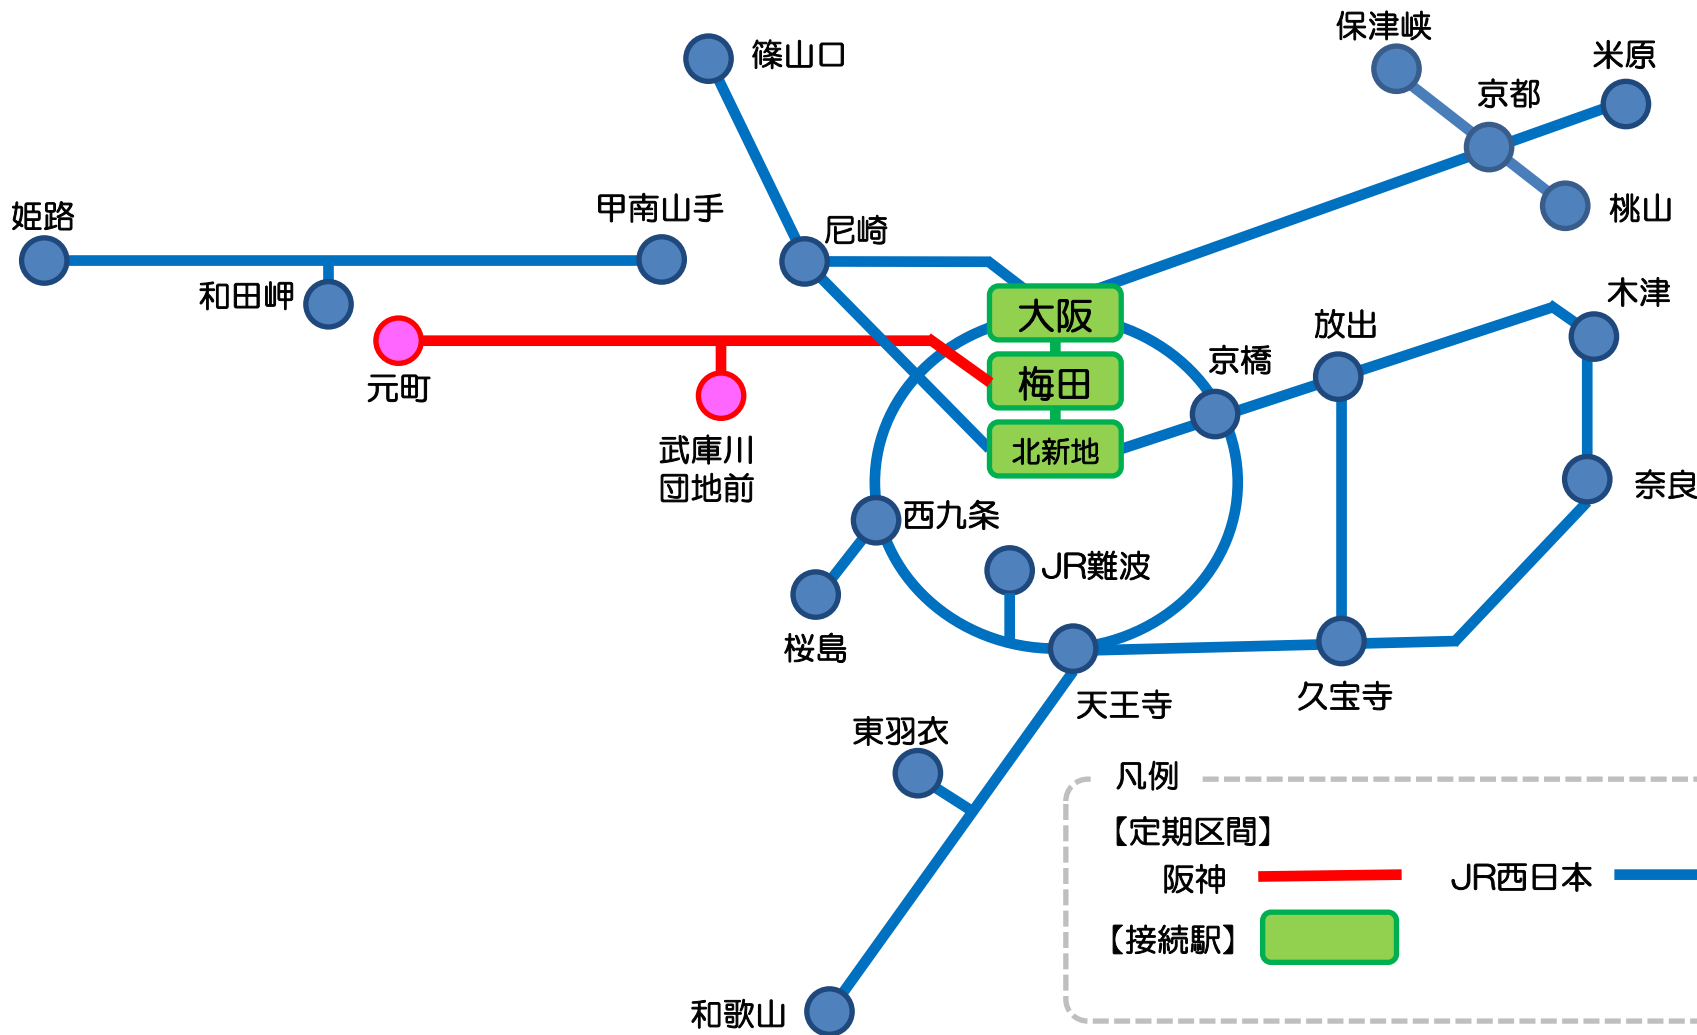 保津峡
米原
篠山口
京都
姫路
甲南山手
桃山
尼崎
和田岬
木津
大阪
放出
京橋
元町
梅田
武庫川
団地前
北新地
奈良
西九条
JR難波
桜島
天王寺
久宝寺
東羽衣
凡例
【定期区間】
阪神
JR西日本
【接続駅】
和歌山